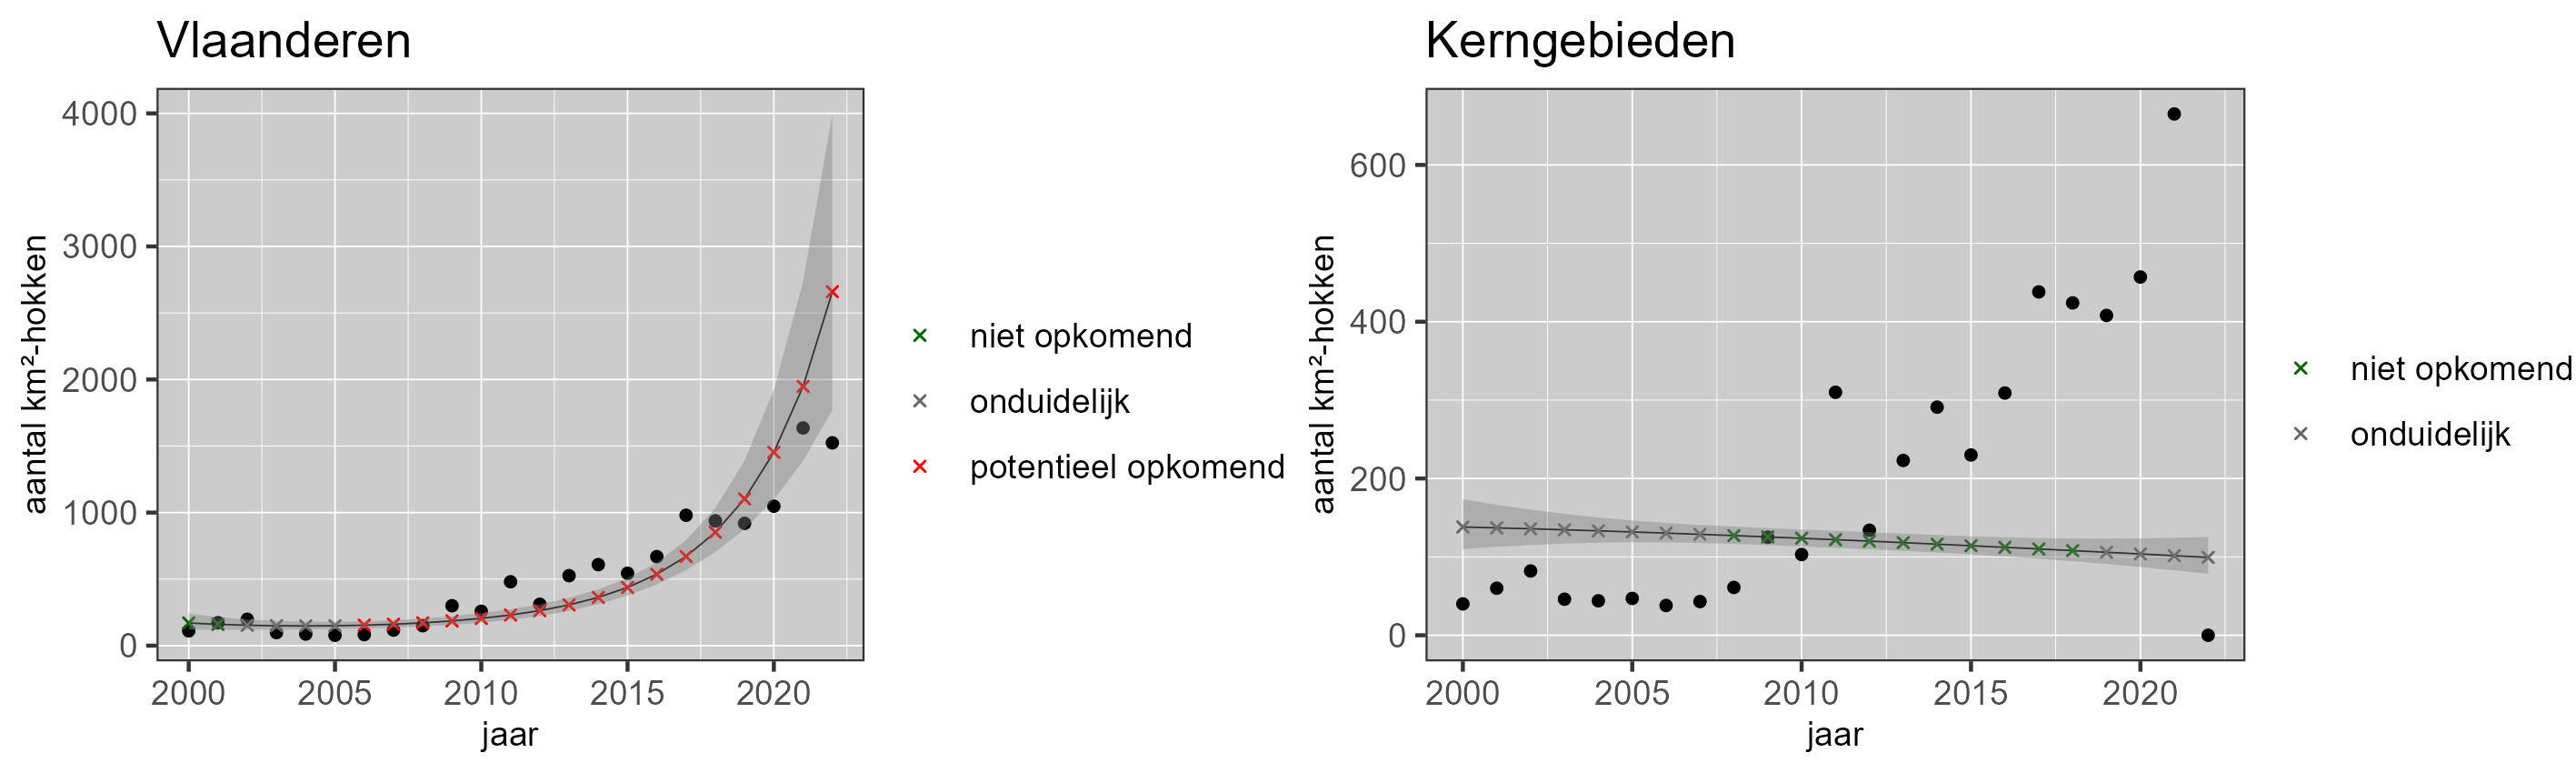 Vlaanderen
4000
3000
2000
1000
0
aantal km²-hokken
2000 2005 2010 2015 2020
jaar
niet opkomend
onduidelijk
potentieel opkomend
Kerngebieden
600
400
200
0
aantal km²-hokken
2000 2005 2010 2015 2020
jaar
niet opkomend
onduidelijk